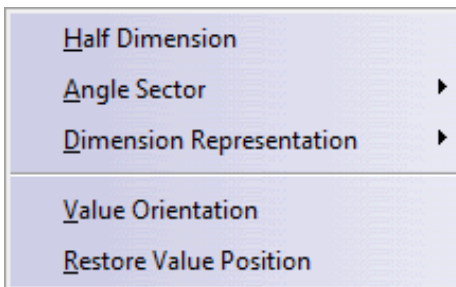 Half Dimension
Angle Sector
Dimension Representation
Value Orientation
Restore Value Position